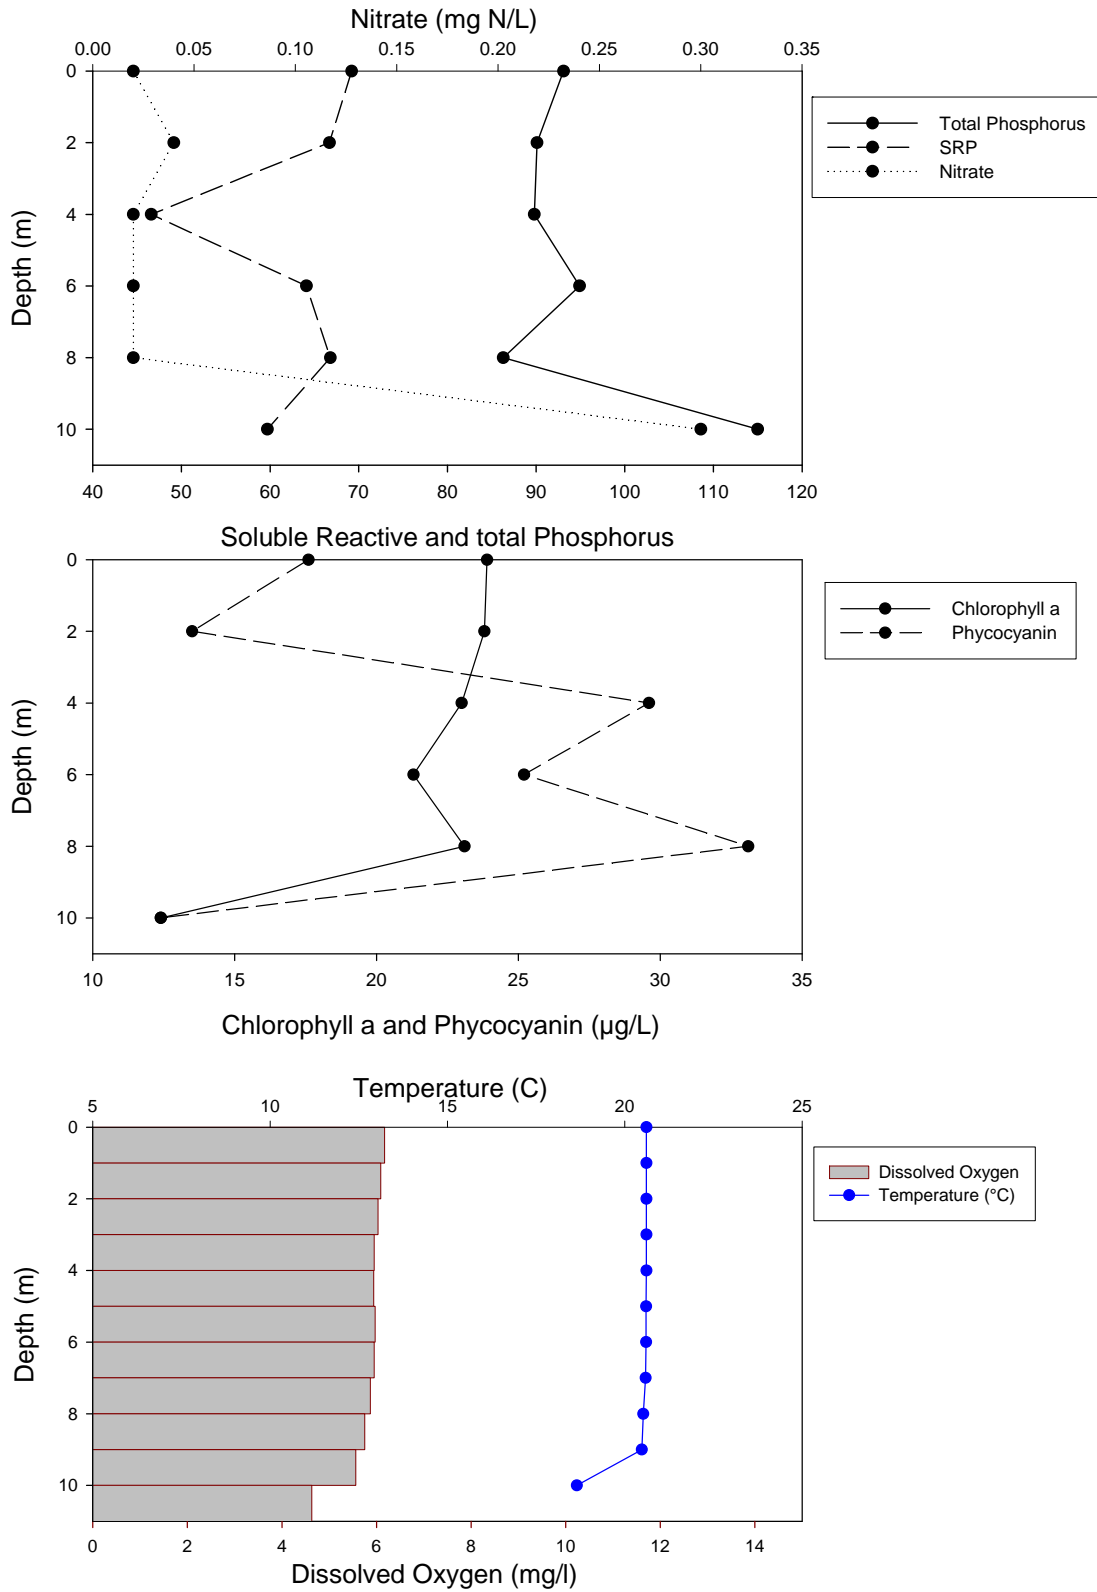 Nitrate (mg N/L)
0.00 0.05 0.10 0.15 0.20 0.25 0.30 0.35
0
2
4
6
8
10
Depth (m)
Total Phosphorus
SRP
Nitrate
40 50 60 70 80 90 100 110 120
Soluble Reactive and total Phosphorus
0
2
4
6
8
10
Depth (m)
Chlorophyll a
Phycocyanin
10 15 20 25 30 35
Chlorophyll a and Phycocyanin (µg/L)
Temperature (C)
5 10 15 20 25
0
2
4
6
8
10
Depth (m)
Dissolved Oxygen
Temperature (°C)
0 2 4 6 8 10 12 14
Dissolved Oxygen (mg/l)